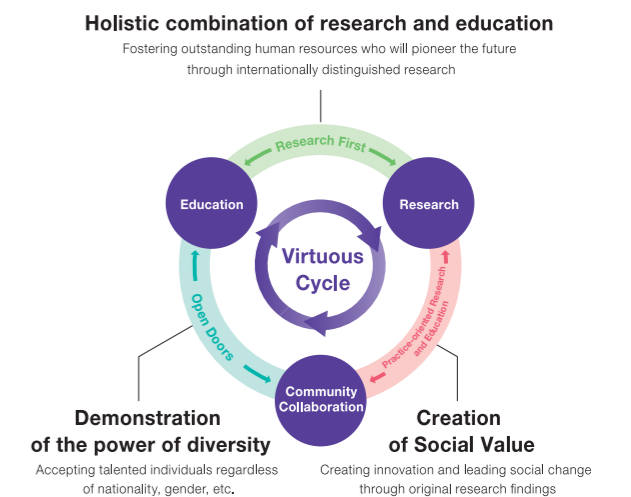 Holistic combination of research and education
Fostering outstanding human resources who will pioneer the future
through internationally distinguished research
Research First
Education
Research
Virtuous
Cycle
Open Doors
Practice-oriented Research
and Education
Community
Collaboration
Demonstration
of the power of diversity
Accepting talented individuals regardless
of nationality, gender, etc.
Creation
of Social Value
Creating innovation and leading social change
through original research findings